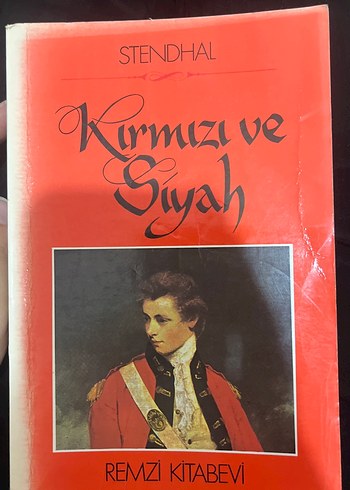 STENDHAL
Kırmızı ve
Siyah
REMZİ KİTABEVİ